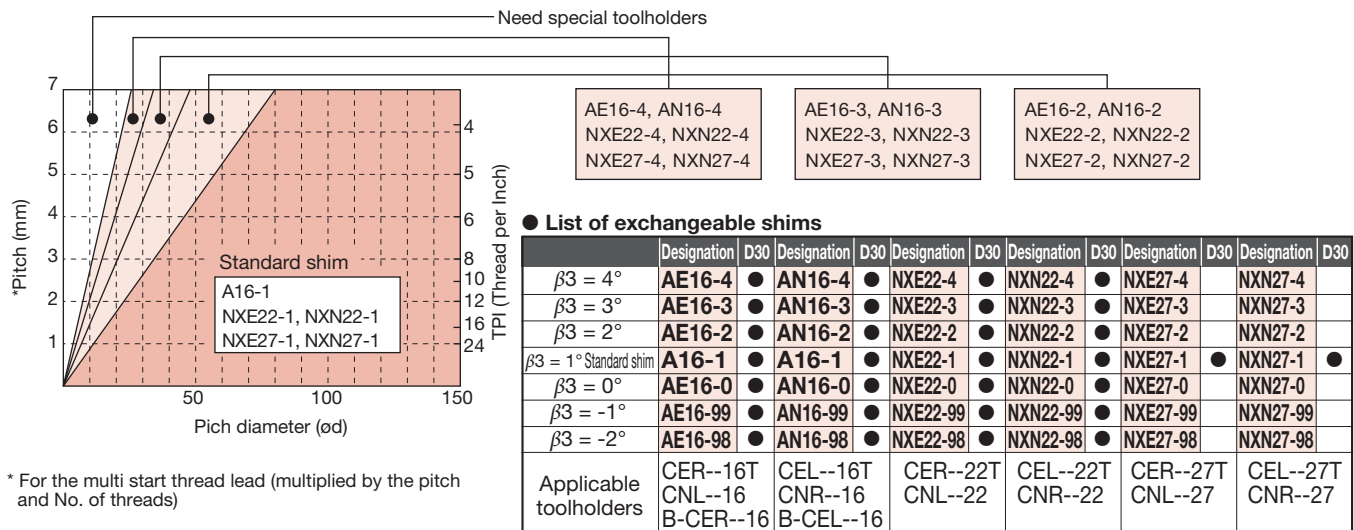 Need special toolholders
7
6
5
4
3
2
1
*Pitch (mm)
4
5
6
8
10
12
16
24
TPI (Thread per Inch)
Standard shim
A16-1
NXE22-1, NXN22-1
NXE27-1, NXN27-1
50 100 150
Pich diameter (ød)
* For the multi start thread lead (multiplied by the pitch
and No. of threads)
AE16-4, AN16-4
NXE22-4, NXN22-4
NXE27-4, NXN27-4
AE16-3, AN16-3
NXE22-3, NXN22-3
NXE27-3, NXN27-3
AE16-2, AN16-2
NXE22-2, NXN22-2
NXE27-2, NXN27-2
● List of exchangeable shims
Designation D30 Designation D30 Designation D30 Designation D30 Designation D30 Designation D30
β3 = 4° AE16-4 ● AN16-4 ● NXE22-4 ● NXN22-4 ● NXE27-4 NXN27-4
β3 = 3° AE16-3 ● AN16-3 ● NXE22-3 ● NXN22-3 ● NXE27-3 NXN27-3
β3 = 2° AE16-2 ● AN16-2 ● NXE22-2 ● NXN22-2 ● NXE27-2 NXN27-2
β3 = 1° Standard shim A16-1 ● A16-1 ● NXE22-1 ● NXN22-1 ● NXE27-1 ● NXN27-1 ●
β3 = 0° AE16-0 ● AN16-0 ● NXE22-0 ● NXN22-0 ● NXE27-0 NXN27-0
β3 = -1° AE16-99 ● AN16-99 ● NXE22-99 ● NXN22-99 ● NXE27-99 NXN27-99
β3 = -2° AE16-98 ● AN16-98 ● NXE22-98 ● NXN22-98 ● NXE27-98 NXN27-98
Applicable
toolholders
CER--16T CEL--16T CER--22T CEL--22T CER--27T CEL--27T
CNL--16 CNR--16 CNL--22 CNR--22 CNL--27 CNR--27
B-CER--16 B-CEL--16